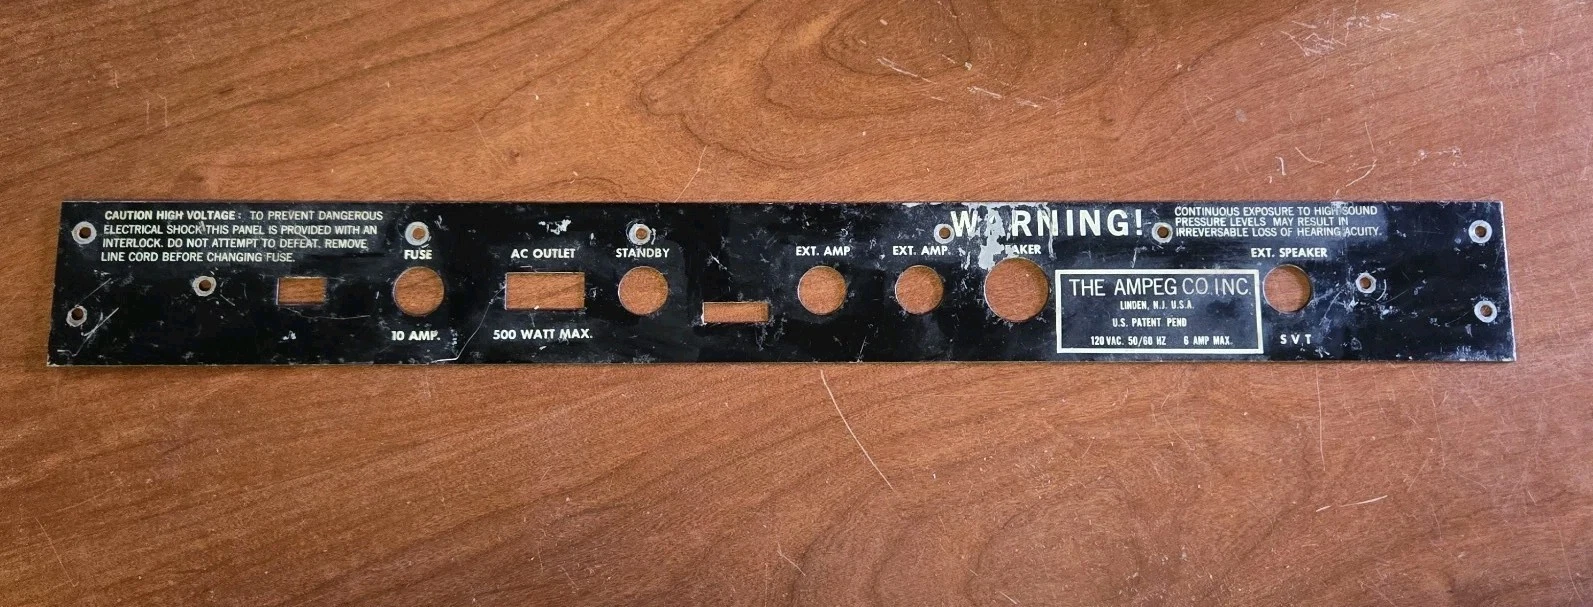 CAUTION HIGH VOLTAGE: TO PREVENT DANGEROUS
ELECTRICAL SHOCK THIS PANEL IS PROVIDED WITH AN
INTERLOCK. DO NOT ATTEMPT TO DEFEAT. REMOVE
LINE CORD BEFORE CHANGING FUSE.
FUSE
10 AMP.
AC OUTLET
500 WATT MAX.
STANDBY
EXT. AMP
EXT. AMP.
WARNING!
CONTINUOUS EXPOSURE TO HIGH SOUND
PRESSURE LEVELS MAY RESULT IN
IRREVERSABLE LOSS OF HEARING ACUITY.
THE AMPEG CO. INC.
LINDEN, N.J. U.S.A.
U.S. PATENT PEND
120 VAC. 50/60 HZ 6 AMP MAX.
EXT. SPEAKER
SVT